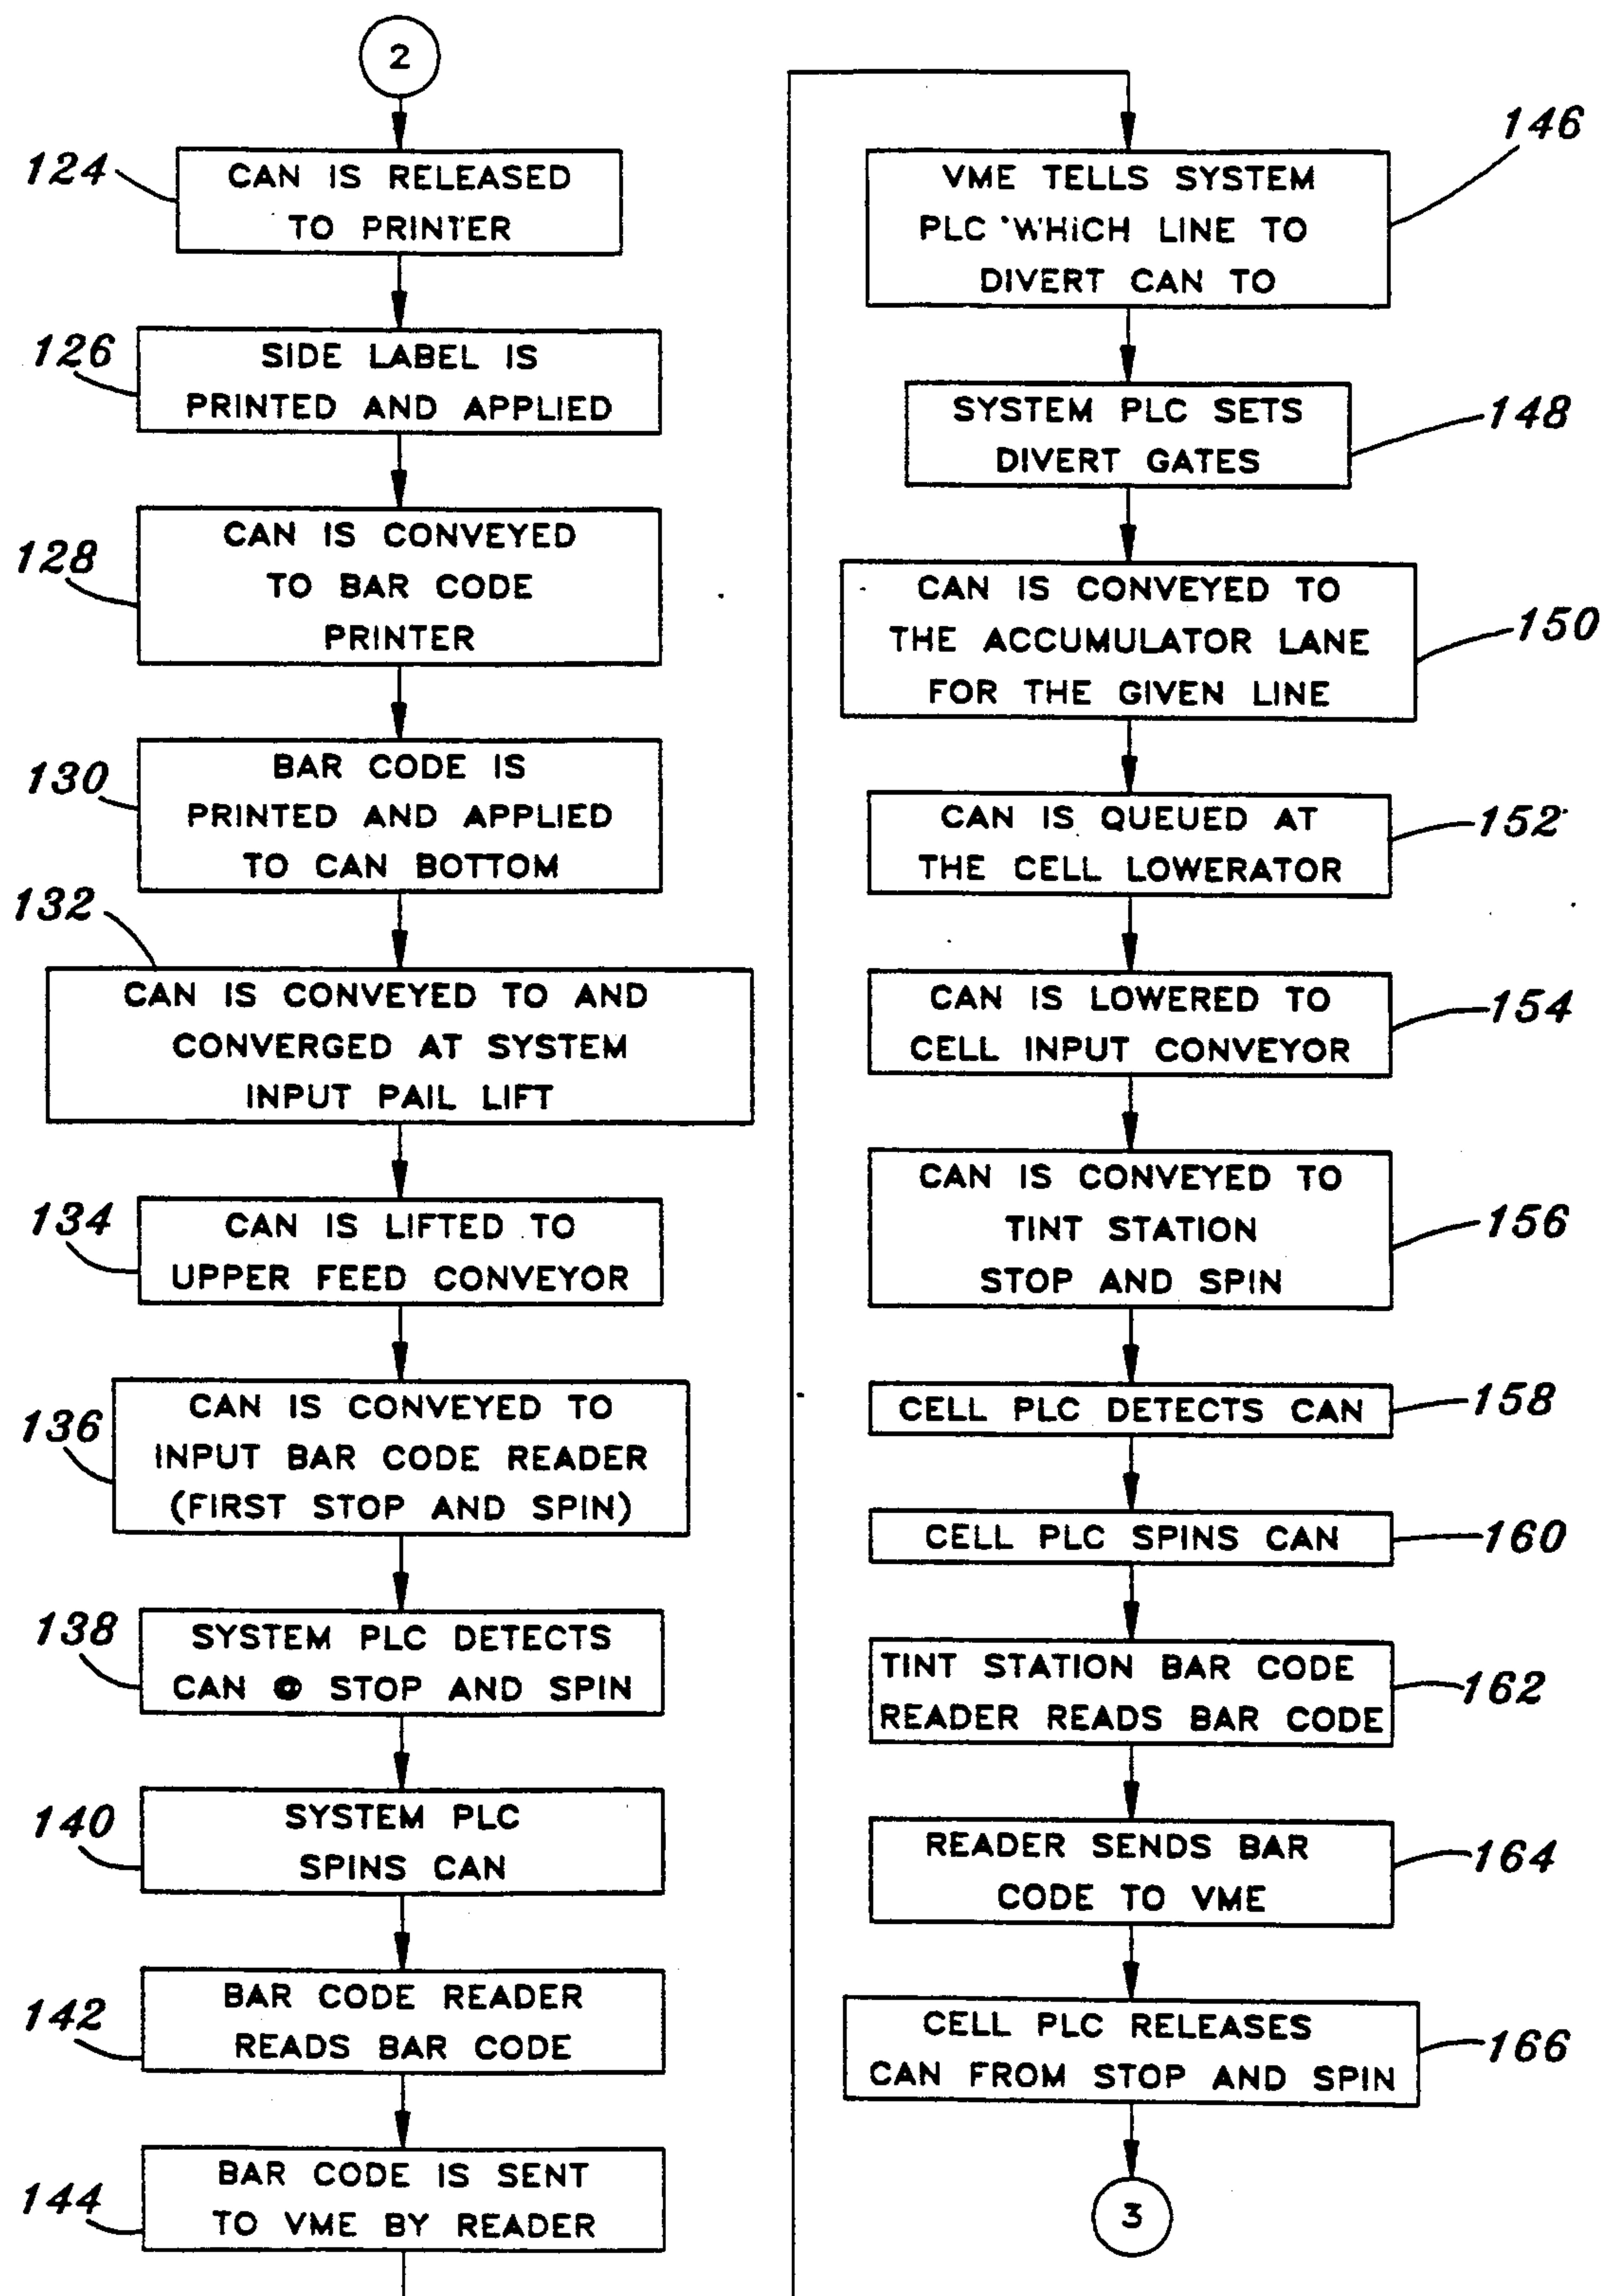 2
124
CAN IS RELEASED
TO PRINTER
126
SIDE LABEL IS
PRINTED AND APPLIED
128
CAN IS CONVEYED
TO BAR CODE
PRINTER
130
BAR CODE IS
PRINTED AND APPLIED
TO CAN BOTTOM
132
CAN IS CONVEYED TO AND
CONVERGED AT SYSTEM
INPUT PAIL LIFT
134
CAN IS LIFTED TO
UPPER FEED CONVEYOR
136
CAN IS CONVEYED TO
INPUT BAR CODE READER
(FIRST STOP AND SPIN)
138
SYSTEM PLC DETECTS
CAN @ STOP AND SPIN
140
SYSTEM PLC
SPINS CAN
142
BAR CODE READER
READS BAR CODE
144
BAR CODE IS SENT
TO VME BY READER
146
VME TELLS SYSTEM
PLC WHICH LINE TO
DIVERT CAN TO
148
SYSTEM PLC SETS
DIVERT GATES
150
CAN IS CONVEYED TO
THE ACCUMULATOR LANE
FOR THE GIVEN LINE
152
CAN IS QUEUED AT
THE CELL LOWERATOR
154
CAN IS LOWERED TO
CELL INPUT CONVEYOR
156
CAN IS CONVEYED TO
TINT STATION
STOP AND SPIN
158
CELL PLC DETECTS CAN
160
CELL PLC SPINS CAN
162
TINT STATION BAR CODE
READER READS BAR CODE
164
READER SENDS BAR
CODE TO VME
166
CELL PLC RELEASES
CAN FROM STOP AND SPIN
3